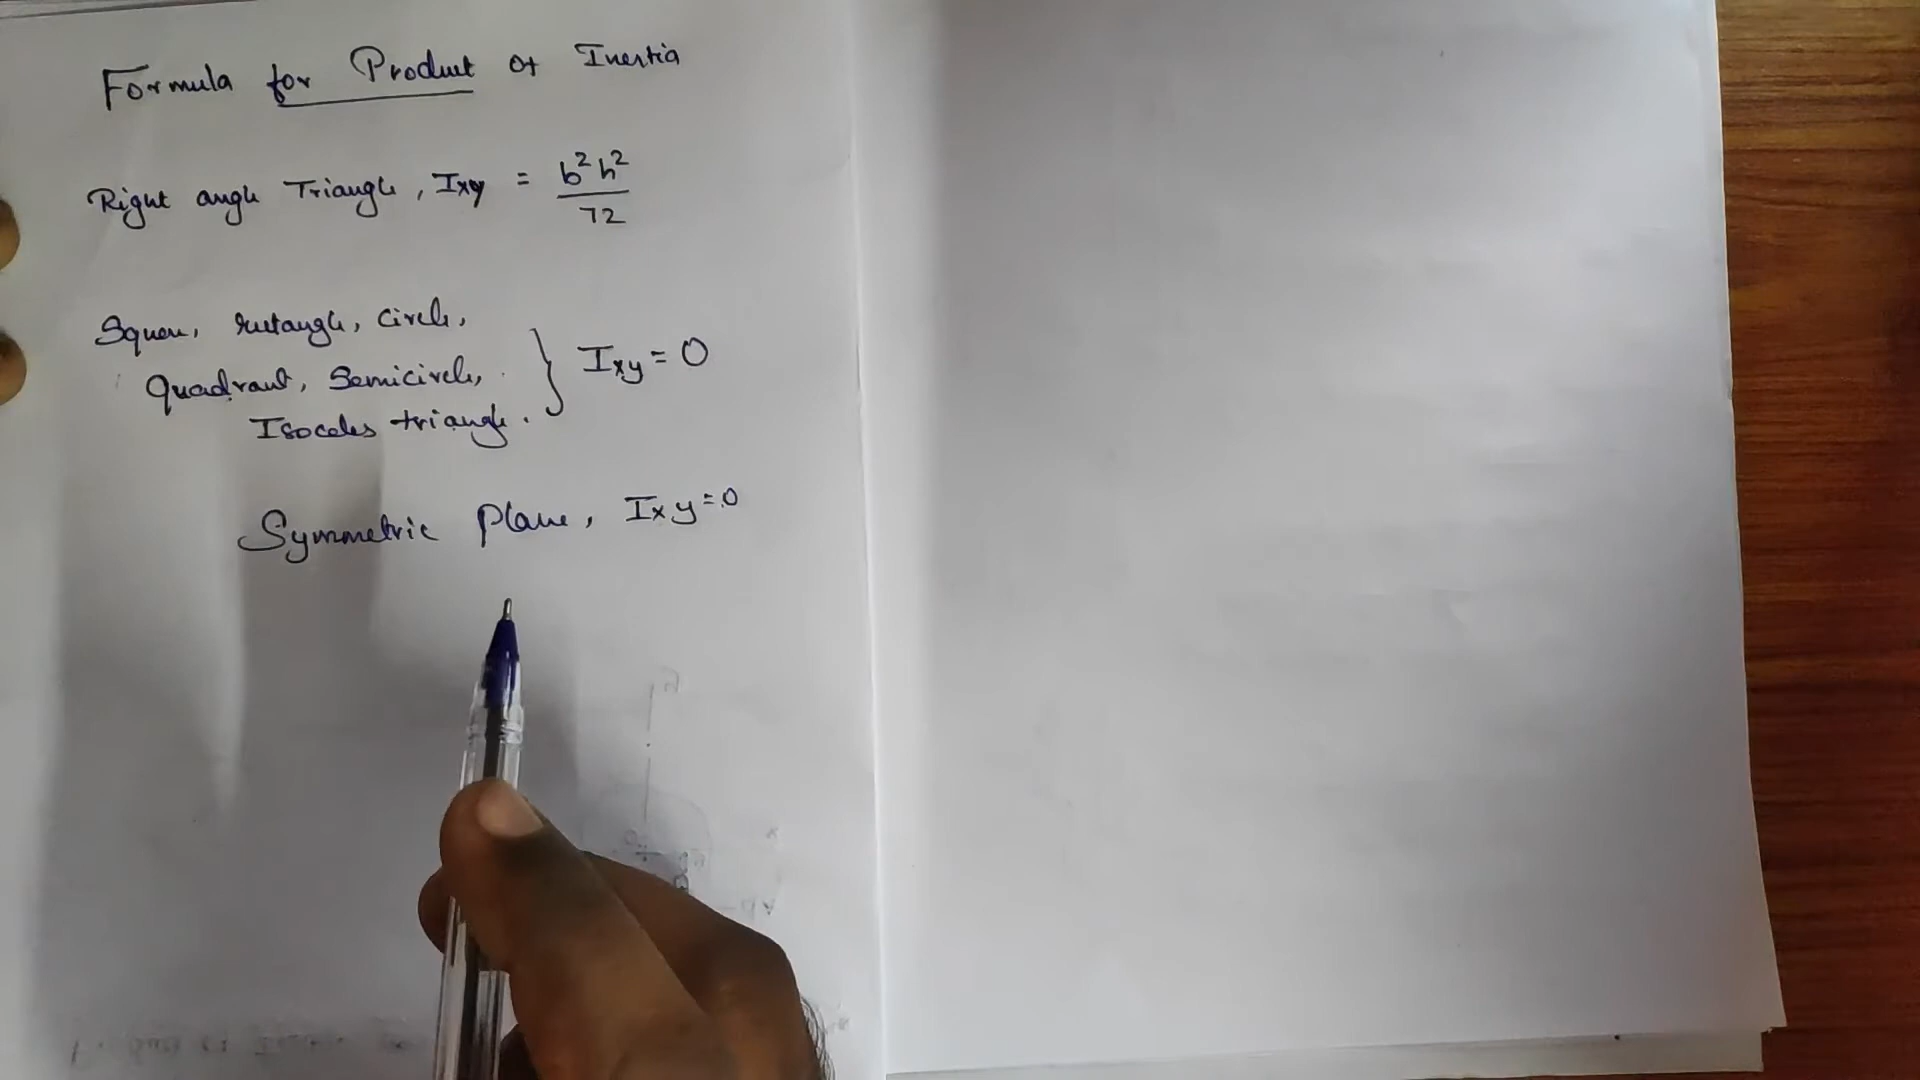 Formula for Product of Inertia
Right angle Triangle, Ixy = b²h²/72
Square, rectangle, circle,
Quadrant, Semicircle,
Isoceles triangle.
} Ixy = 0
Symmetric Plane, Ixy = 0